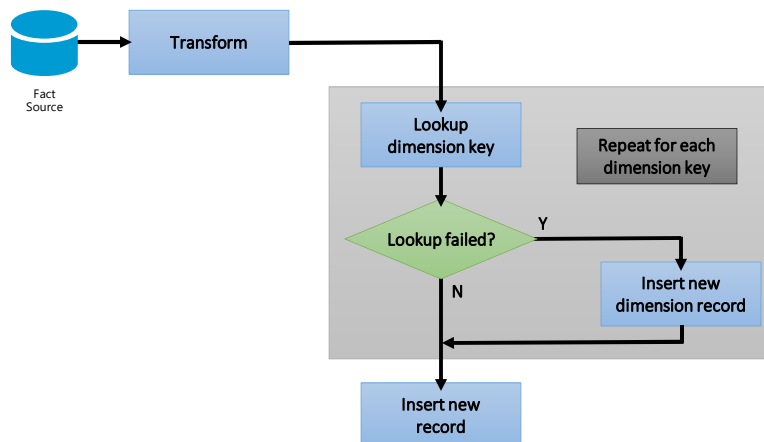 Fact
Source
Transform
Lookup
dimension key
Repeat for each
dimension key
Lookup failed?
Y
N
Insert new
dimension record
Insert new
record